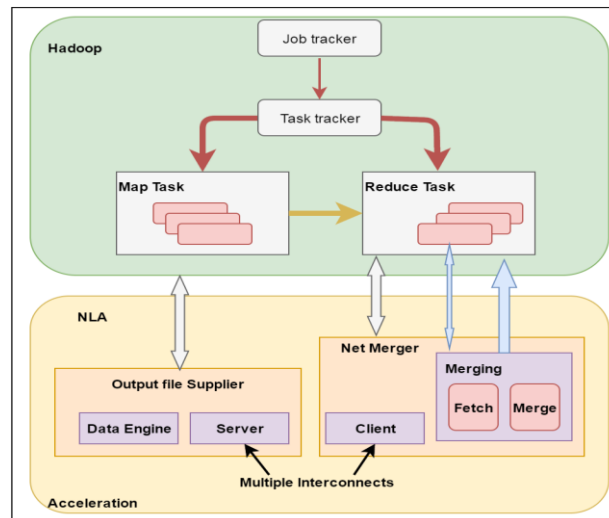 Hadoop
Job tracker
Task tracker
Map Task
Reduce Task
NLA
Net Merger
Output file Supplier
Merging
Data Engine
Server
Client
Fetch
Merge
Multiple Interconnects
Acceleration